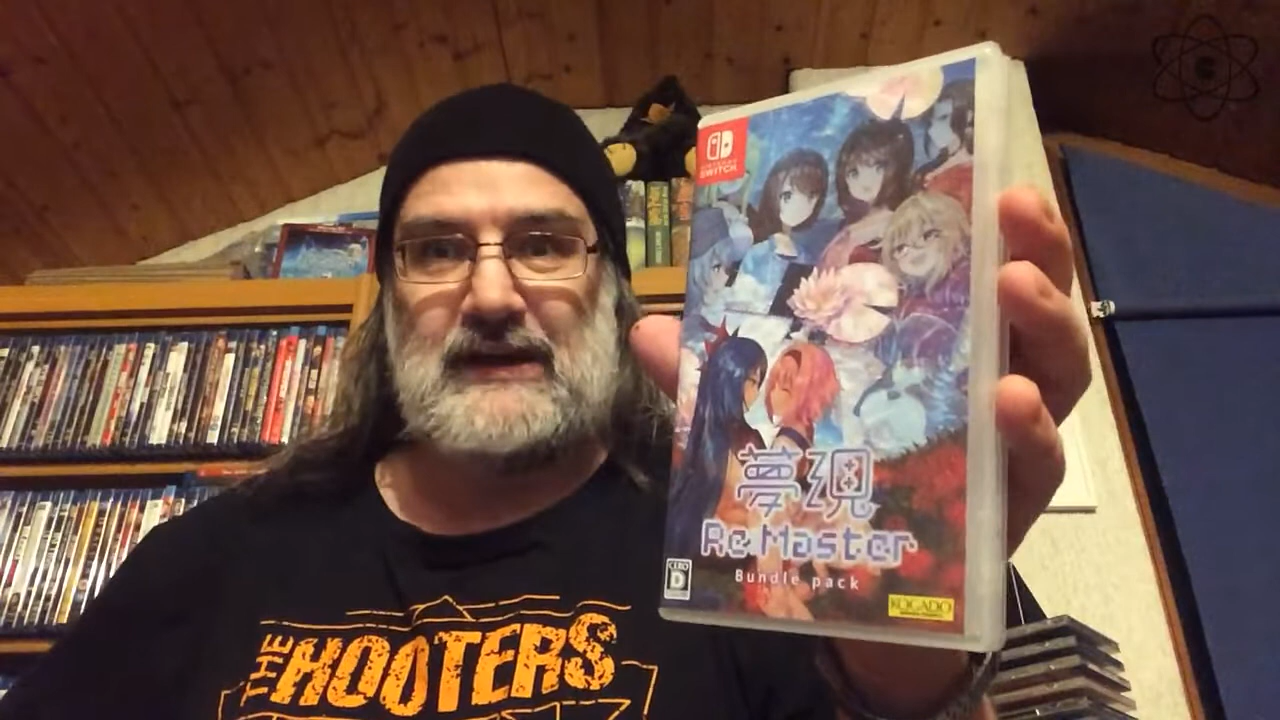 NINTENDO
SWITCH
夢現
Re:Master
Bundle pack
CERO
D
KOGADO
THE HOOTERS